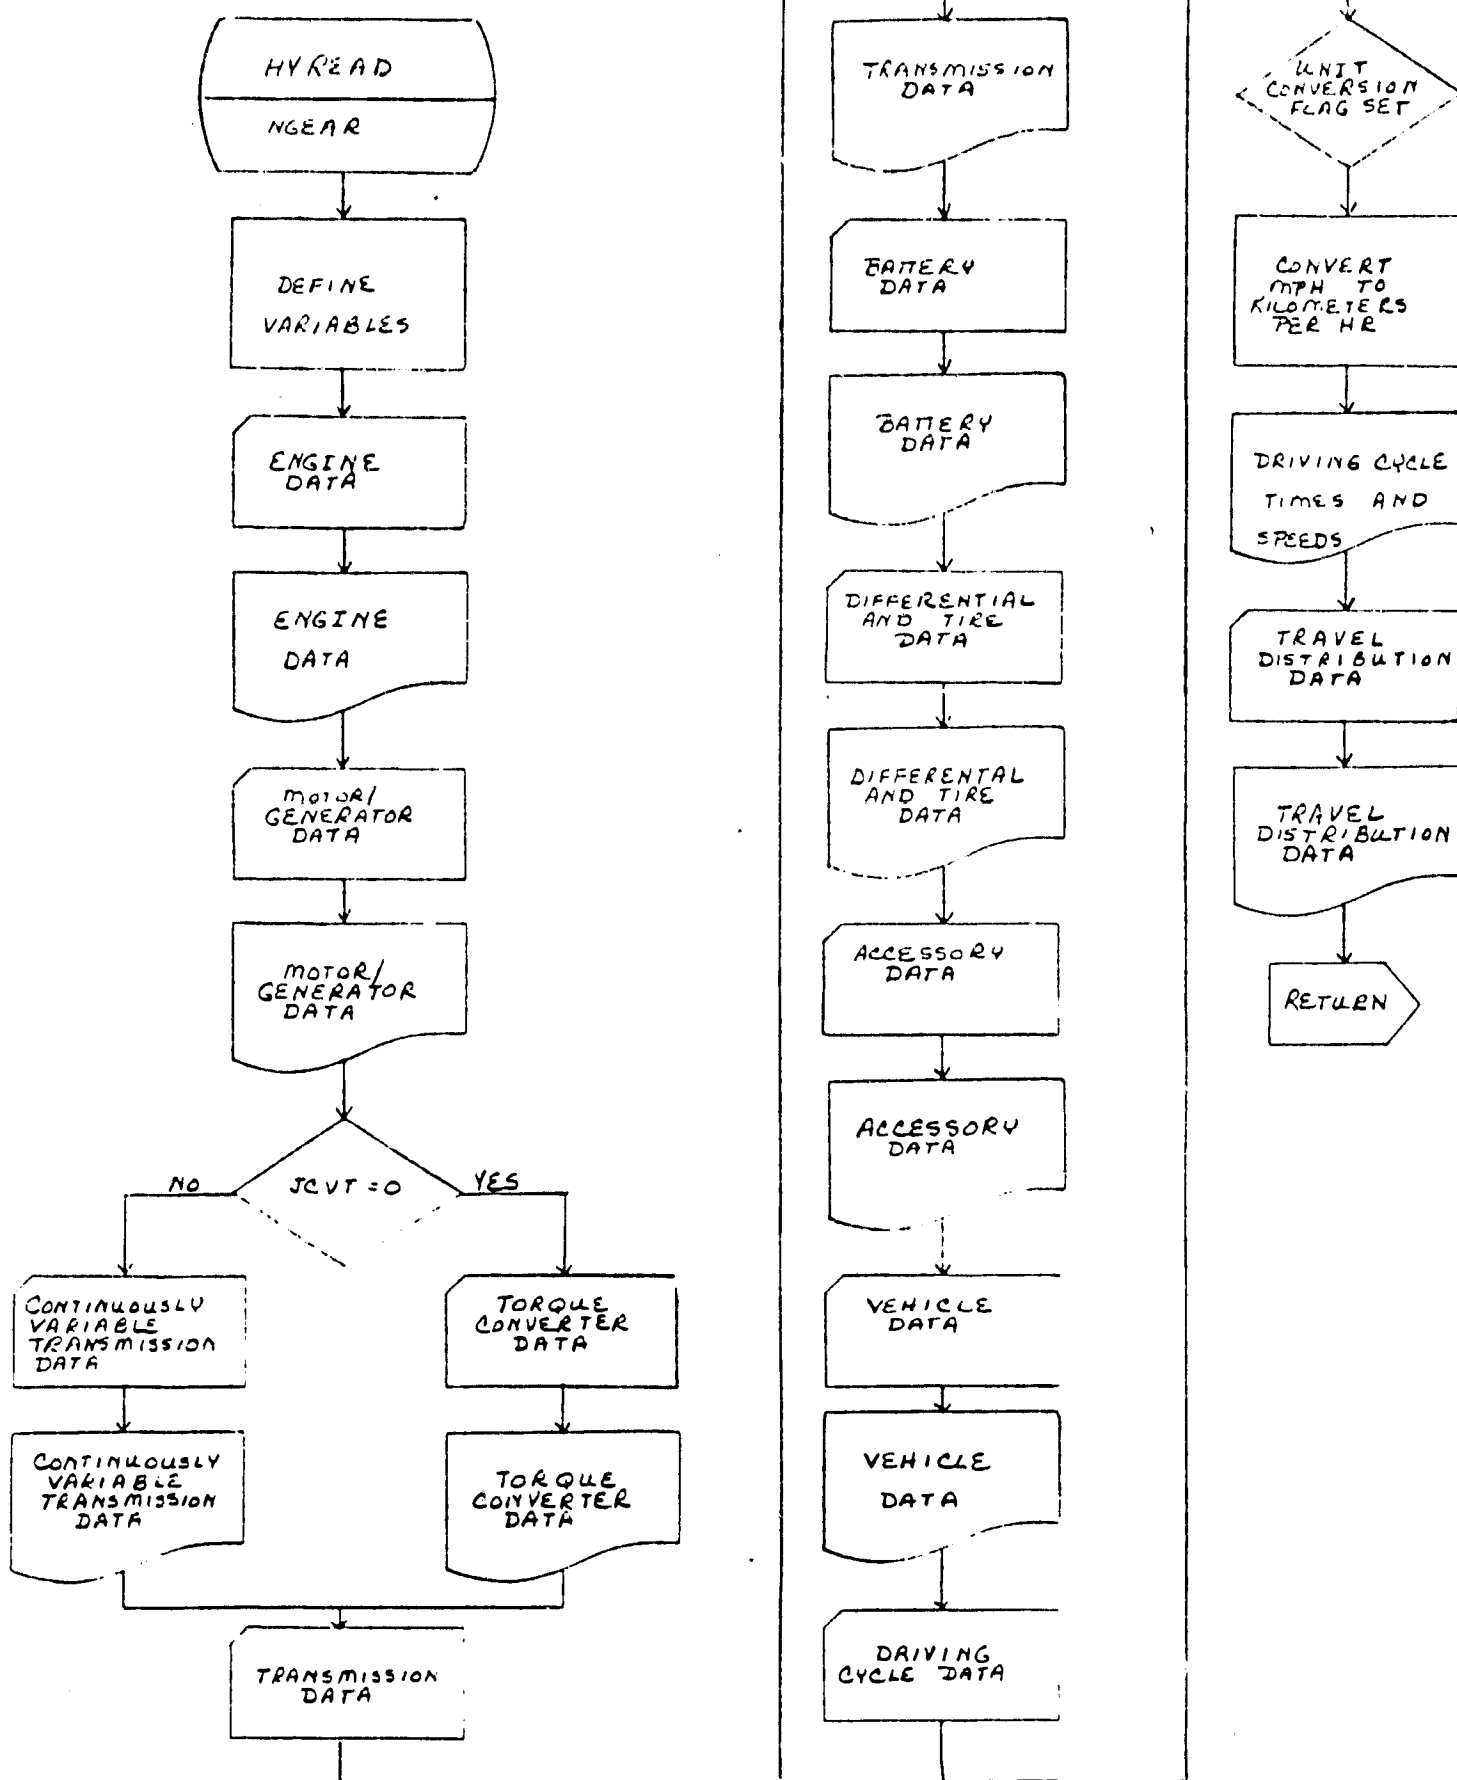 HYREAD
NGEAR
DEFINE
VARIABLES
ENGINE
DATA
ENGINE
DATA
MOTOR/
GENERATOR
DATA
MOTOR/
GENERATOR
DATA
JCVT = 0
NO
YES
CONTINUOUSLY
VARIABLE
TRANSMISSION
DATA
TORQUE
CONVERTER
DATA
CONTINUOUSLY
VARIABLE
TRANSMISSION
DATA
TORQUE
CONVERTER
DATA
TRANSMISSION
DATA
TRANSMISSION
DATA
BATTERY
DATA
BATTERY
DATA
DIFFERENTIAL
AND TIRE
DATA
DIFFERENTAL
AND TIRE
DATA
ACCESSORY
DATA
ACCESSORY
DATA
VEHICLE
DATA
VEHICLE
DATA
DRIVING
CYCLE DATA
UNIT
CONVERSION
FLAG SET
CONVERT
MPH TO
KILOMETERS
PER HR
DRIVING CYCLE
TIMES AND
SPEEDS
TRAVEL
DISTRIBUTION
DATA
TRAVEL
DISTRIBUTION
DATA
RETURN